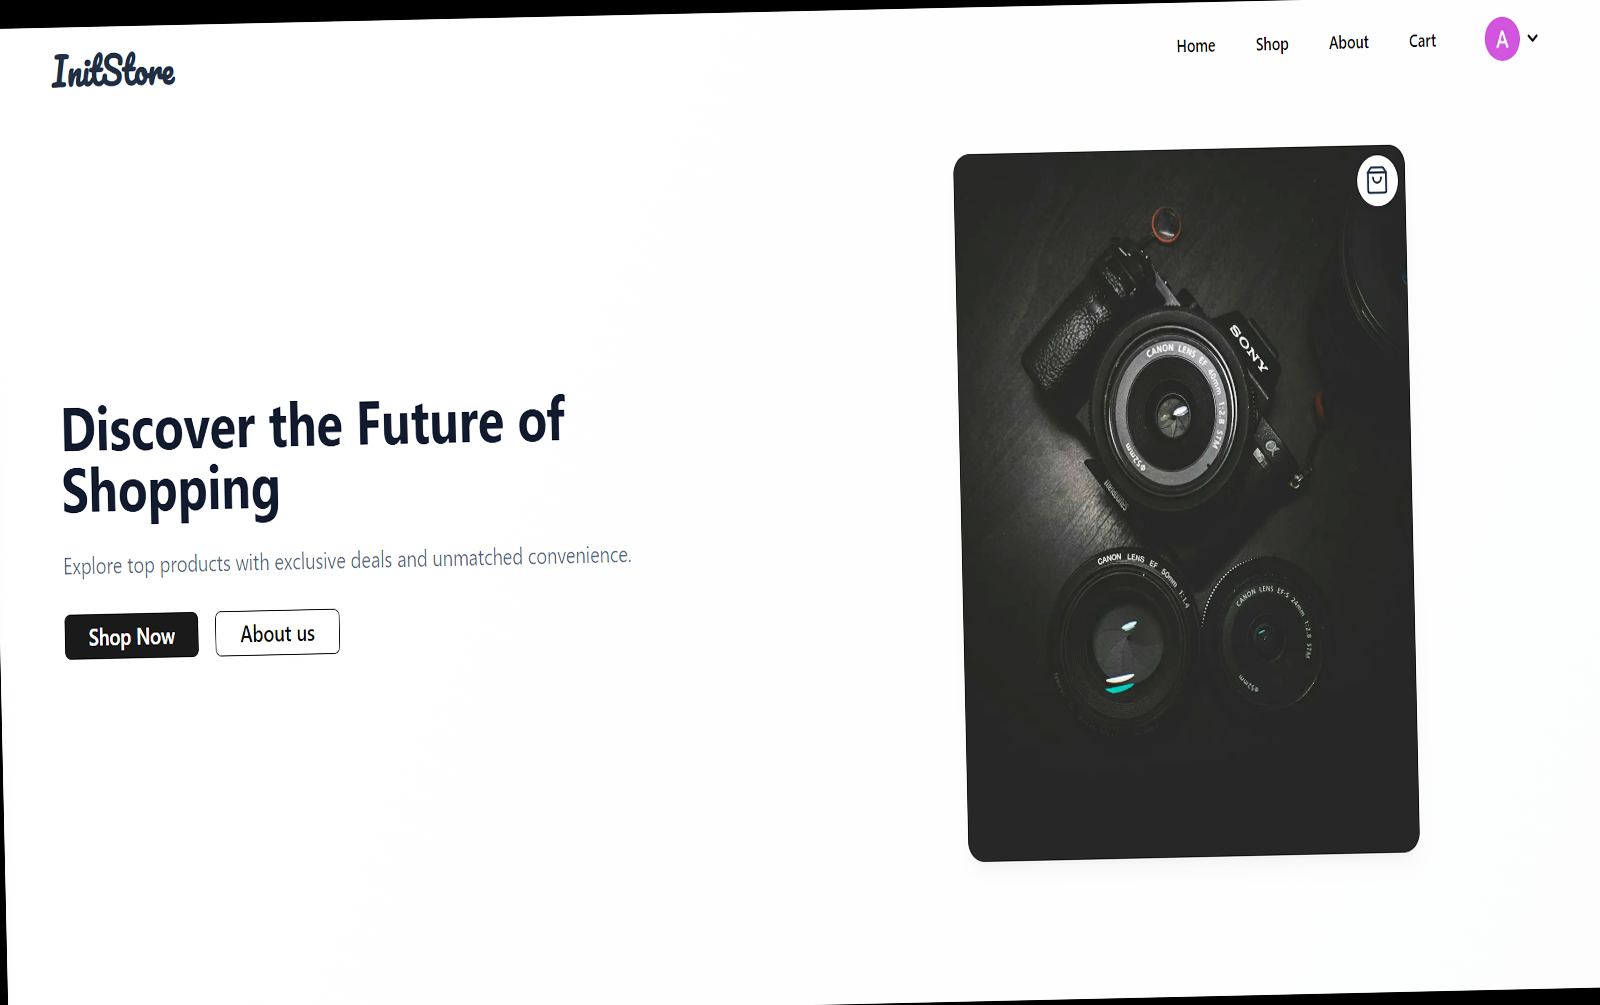 InitStore
Home
Shop
About
Cart
A
Discover the Future of
Shopping
Explore top products with exclusive deals and unmatched convenience.
Shop Now
About us
SONY
CANON LENS EF 40mm 1:2.8 STM
Φ52mm
α
CANON LENS EF 50mm 1:1.4
CANON LENS EF-S 24mm 1:2.8 STM
Φ52mm